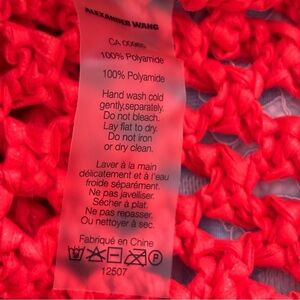 ALEXANDER WANG
CA 00986
100% Polyamide
100% Polyamide
Hand wash cold
gently,separately.
Do not bleach.
Lay flat to dry.
Do not iron
or dry clean.
Laver à la main
délicatement et à l'eau
froide séparément.
Ne pas javelliser.
Sécher à plat.
Ne pas repasser.
Ou nettoyer à sec.
Fabriqué en Chine
P
12507